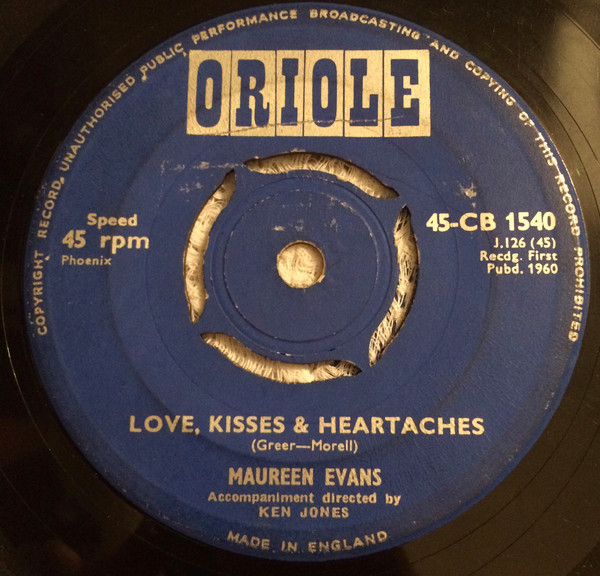 COPYRIGHT RECORD. UNAUTHORISED PUBLIC PERFORMANCE BROADCASTING AND COPYING OF THIS RECORD PROHIBITED
ORIOLE
Speed
45 rpm
Phoenix
45-CB 1540
J.126 (45)
Recdg. First
Pubd. 1960
LOVE, KISSES & HEARTACHES
(Greer—Morell)
MAUREEN EVANS
Accompaniment directed by
KEN JONES
MADE IN ENGLAND